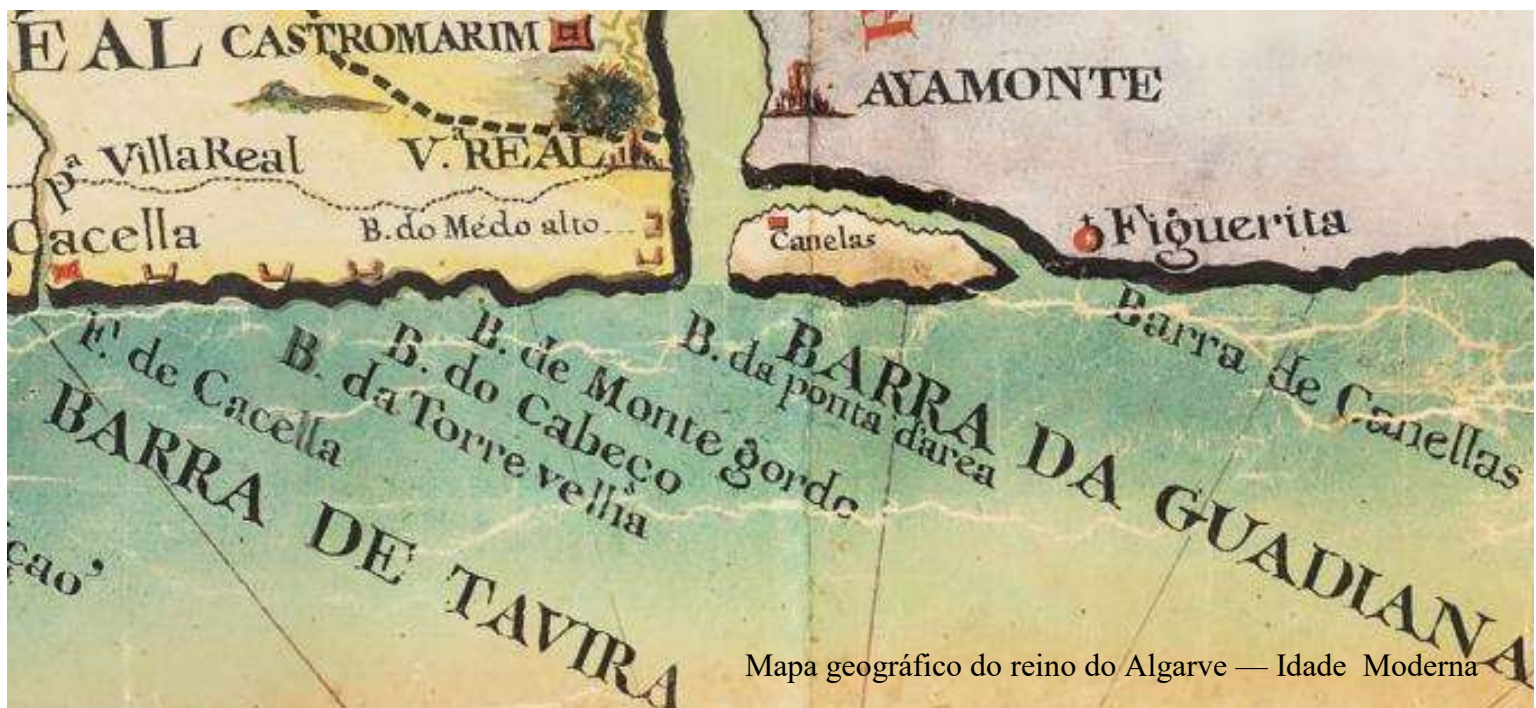 EAL
CASTROMARIM
AYAMONTE
pª VillaReal
V.ª REAL
Cacella
B. do Médo alto...
Canelas
Figuerita
F. de Cacella
B. da Torre velha
B. do Cabeço
B. de Monte gordo
B. da ponta d'area
BARRA DA GUADIANA
Barra de Canellas
BARRA DE TAVIRA
çao'
Mapa geográfico do reino do Algarve — Idade Moderna